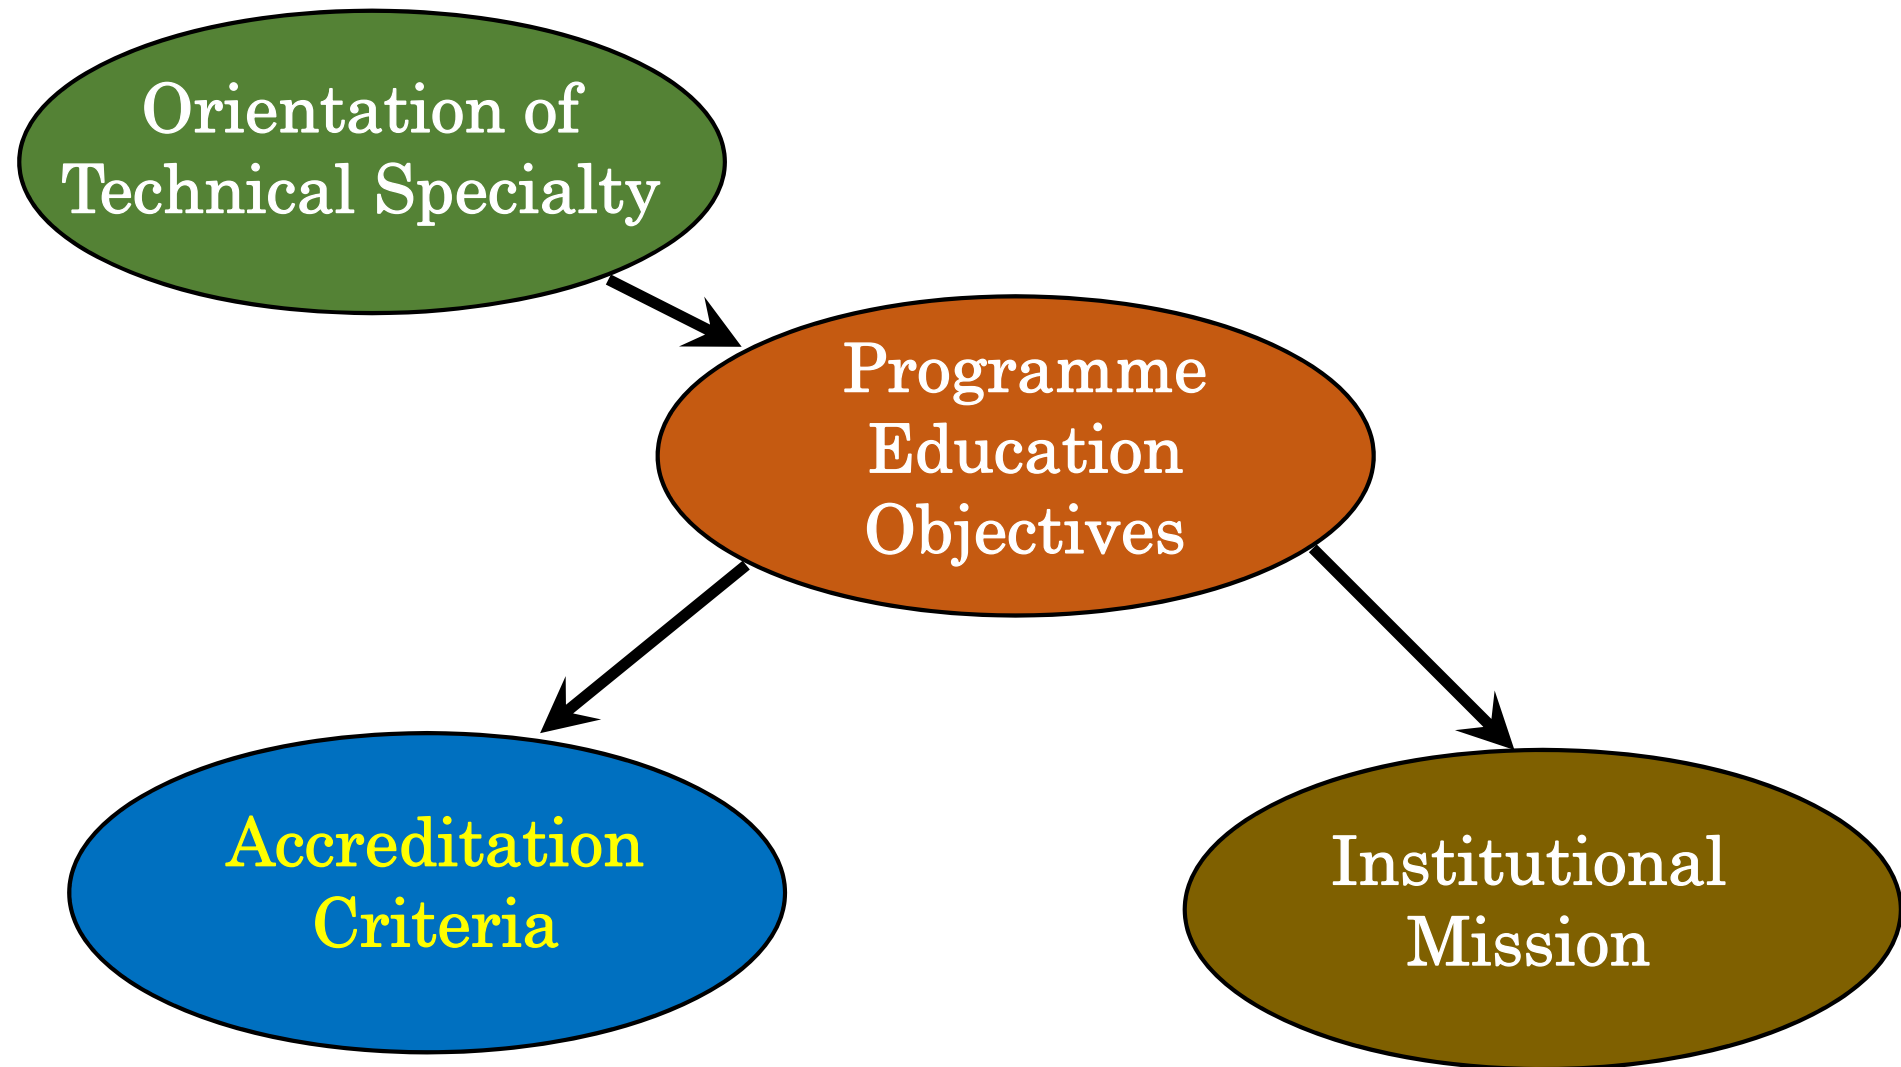 Orientation of
Technical Specialty
Programme
Education
Objectives
Accreditation
Criteria
Institutional
Mission